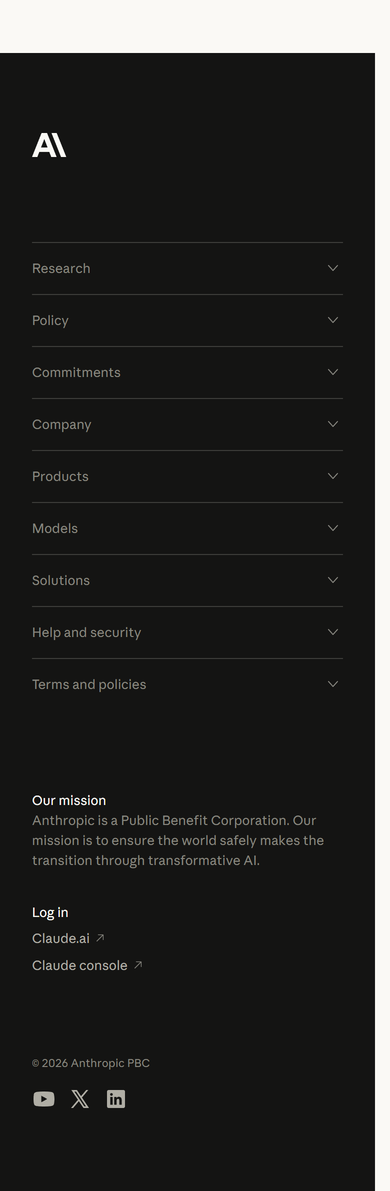 Research
Policy
Commitments
Company
Products
Models
Solutions
Help and security
Terms and policies
Our mission
Anthropic is a Public Benefit Corporation. Our
mission is to ensure the world safely makes the
transition through transformative AI.
Log in
Claude.ai
Claude console
© 2026 Anthropic PBC